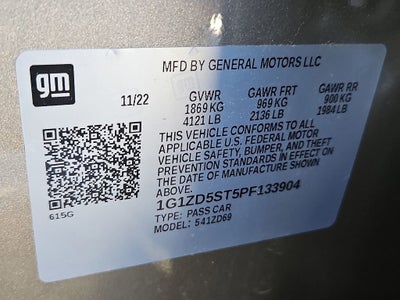 gm
MFD BY GENERAL MOTORS LLC
11/22 GVWR GAWR FRT GAWR RR
1869 KG 969 KG 900 KG
4121 LB 2136 LB 1984 LB
THIS VEHICLE CONFORMS TO ALL
APPLICABLE U.S. FEDERAL MOTOR
VEHICLE SAFETY, BUMPER, AND THEFT
PREVENTION STANDARDS IN EFFECT ON
THE DATE OF MANUFACTURE SHOWN
ABOVE.
1G1ZD5ST5PF133904
TYPE: PASS CAR
MODEL: 541ZD69
615G